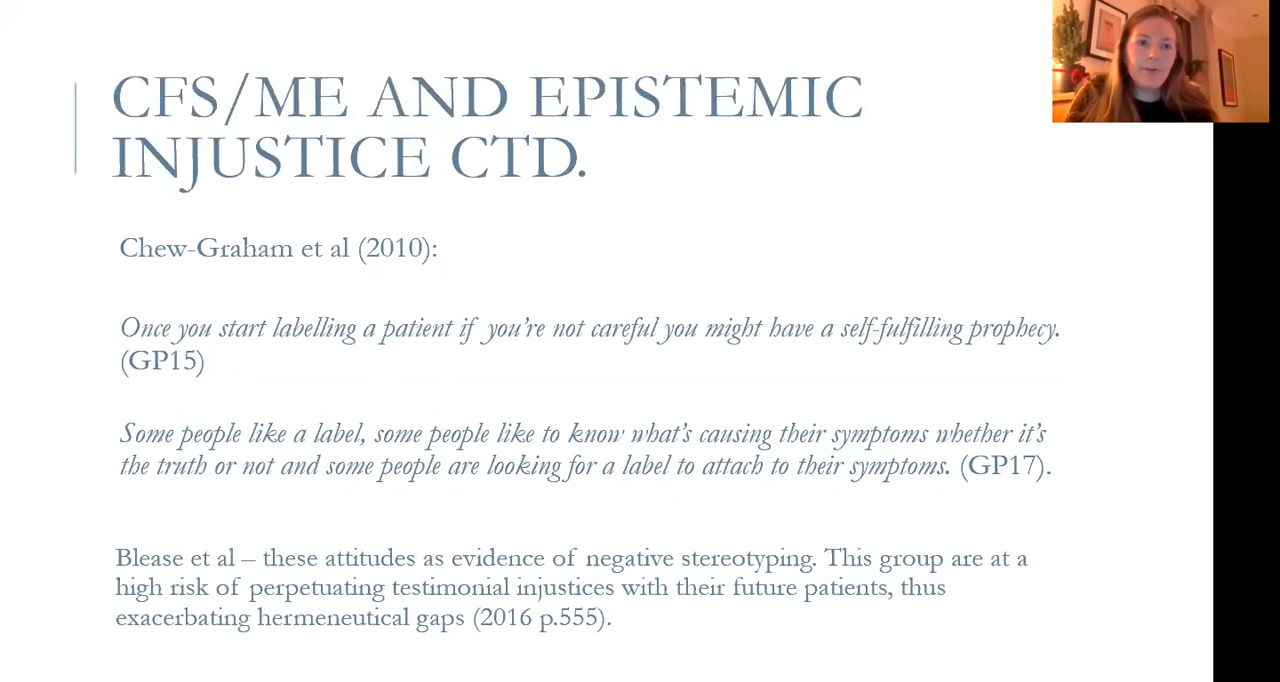 CFS/ME AND EPISTEMIC
INJUSTICE CTD.
Chew-Graham et al (2010):
Once you start labelling a patient if you’re not careful you might have a self-fulfilling prophecy.
(GP15)
Some people like a label, some people like to know what’s causing their symptoms whether it’s
the truth or not and some people are looking for a label to attach to their symptoms. (GP17).
Blease et al – these attitudes as evidence of negative stereotyping. This group are at a
high risk of perpetuating testimonial injustices with their future patients, thus
exacerbating hermeneutical gaps (2016 p.555).